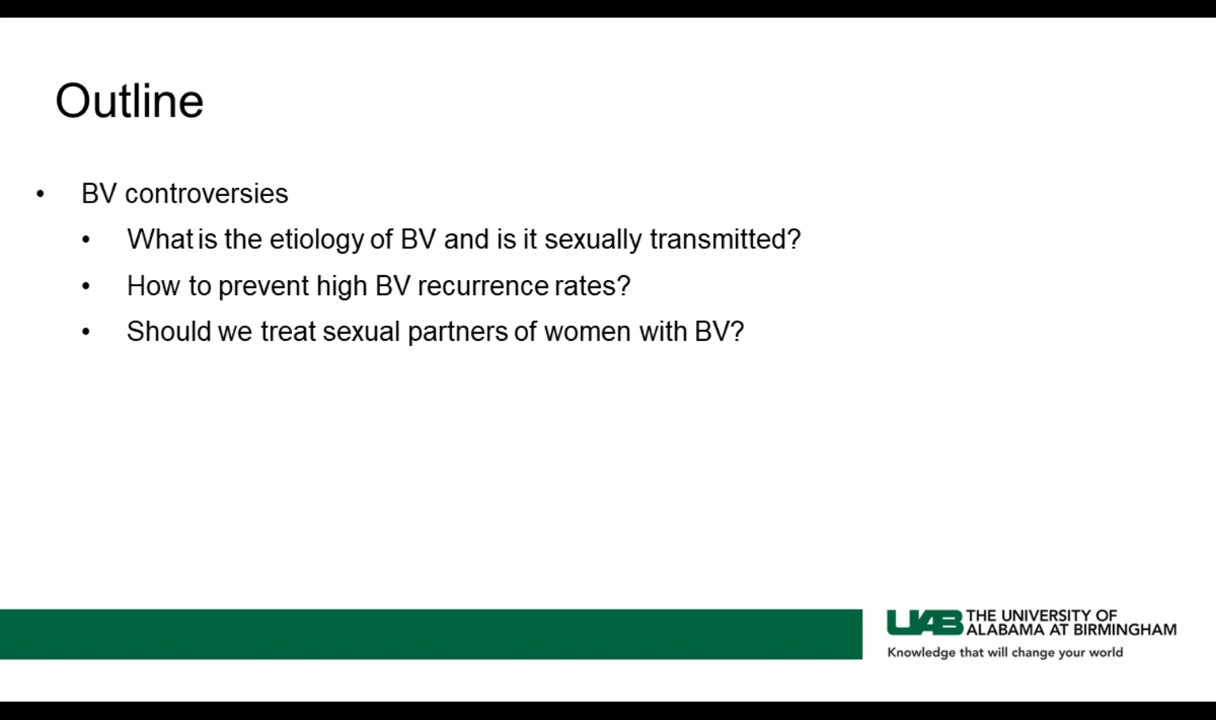 Outline
• BV controversies
• What is the etiology of BV and is it sexually transmitted?
• How to prevent high BV recurrence rates?
• Should we treat sexual partners of women with BV?
UAB THE UNIVERSITY OF
ALABAMA AT BIRMINGHAM
Knowledge that will change your world